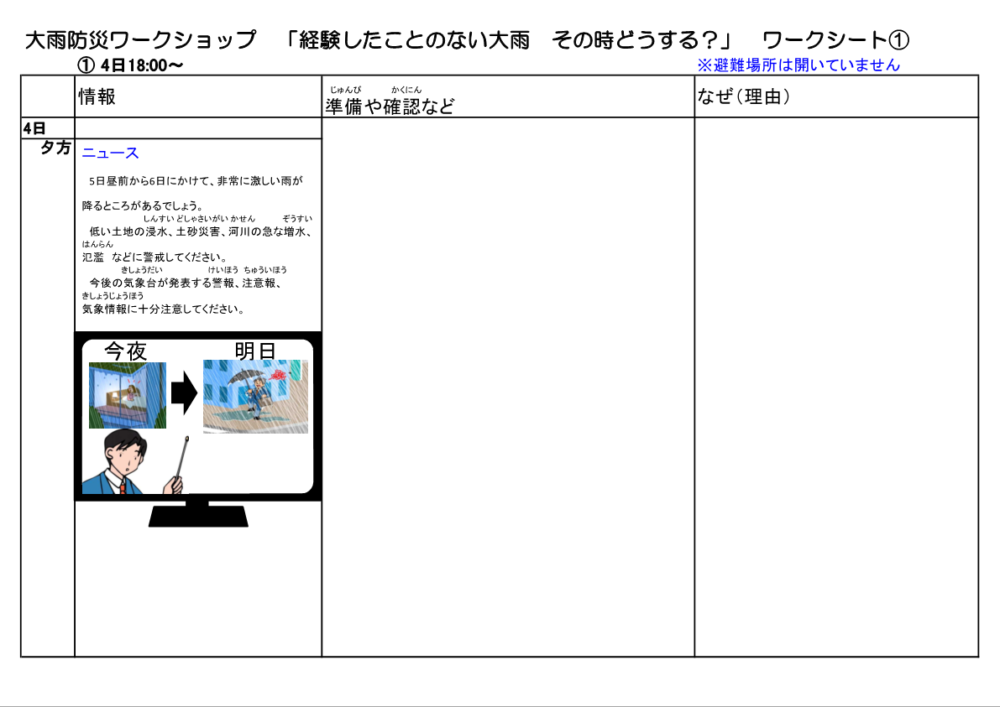 大雨防災ワークショップ 「経験したことのない大雨 その時どうする？」 ワークシート①
① 4日18:00～
※避難場所は開いていません
情報
じゅんび かくにん
準備や確認など
なぜ（理由）
4日
夕方
ニュース
5日昼前から6日にかけて、非常に激しい雨が
降るところがあるでしょう。
しんすい どしゃさいがい かせん ぞうすい
低い土地の浸水、土砂災害、河川の急な増水、
はんらん
氾濫 などに警戒してください。
きしょうだい けいほう ちゅういほう
今後の気象台が発表する警報、注意報、
きしょうじょうほう
気象情報に十分注意してください。
今夜 明日